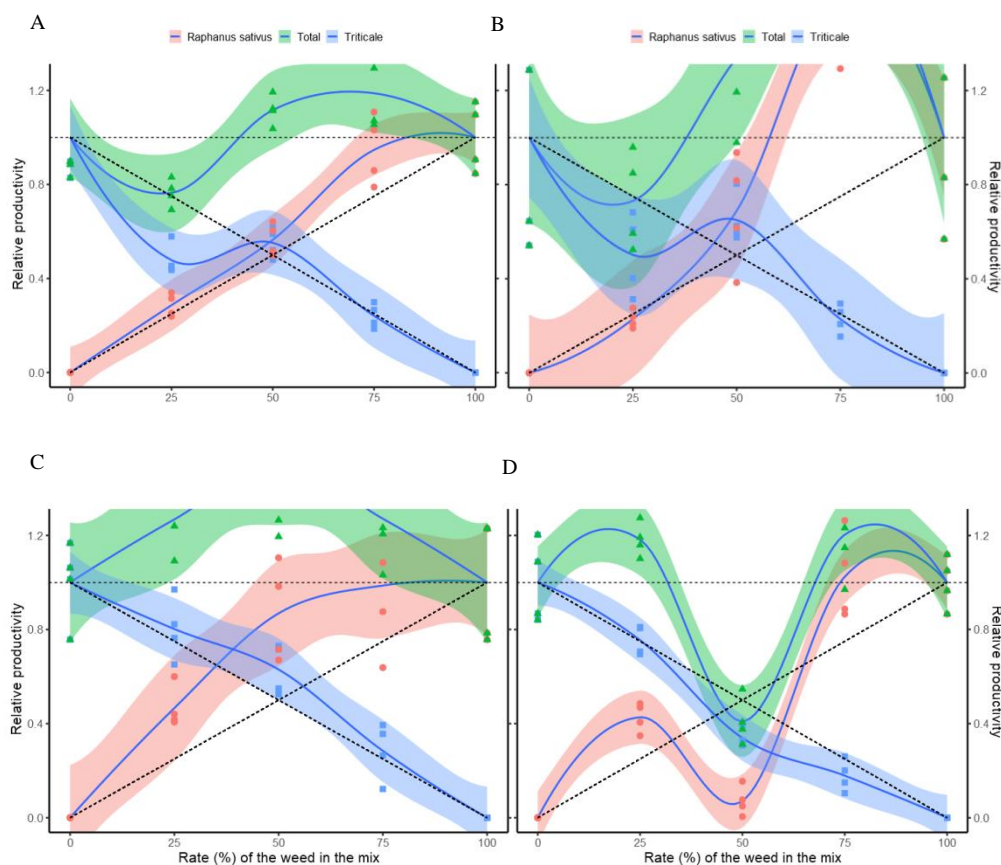 A
B
Raphanus sativus Total Triticale
Raphanus sativus Total Triticale
Relative productivity
1.2
0.8
0.4
0.0
0 25 50 75 100
1.2
0.8
0.4
0.0
Relative productivity
0 25 50 75 100
C
D
Relative productivity
1.2
0.8
0.4
0.0
0 25 50 75 100
Rate (%) of the weed in the mix
1.2
0.8
0.4
0.0
Relative productivity
0 25 50 75 100
Rate (%) of the weed in the mix